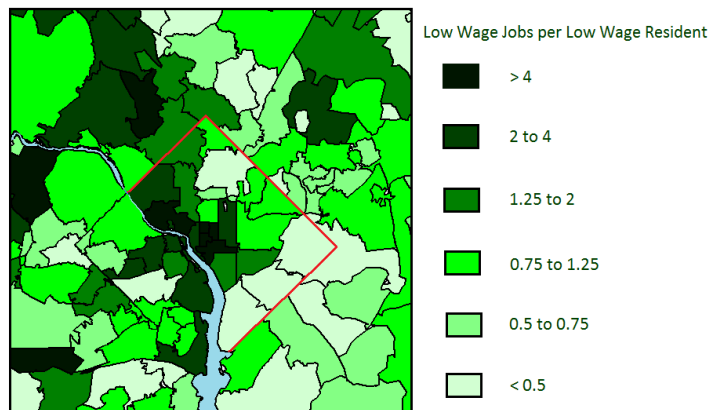 Low Wage Jobs per Low Wage Resident
> 4
2 to 4
1.25 to 2
0.75 to 1.25
0.5 to 0.75
< 0.5